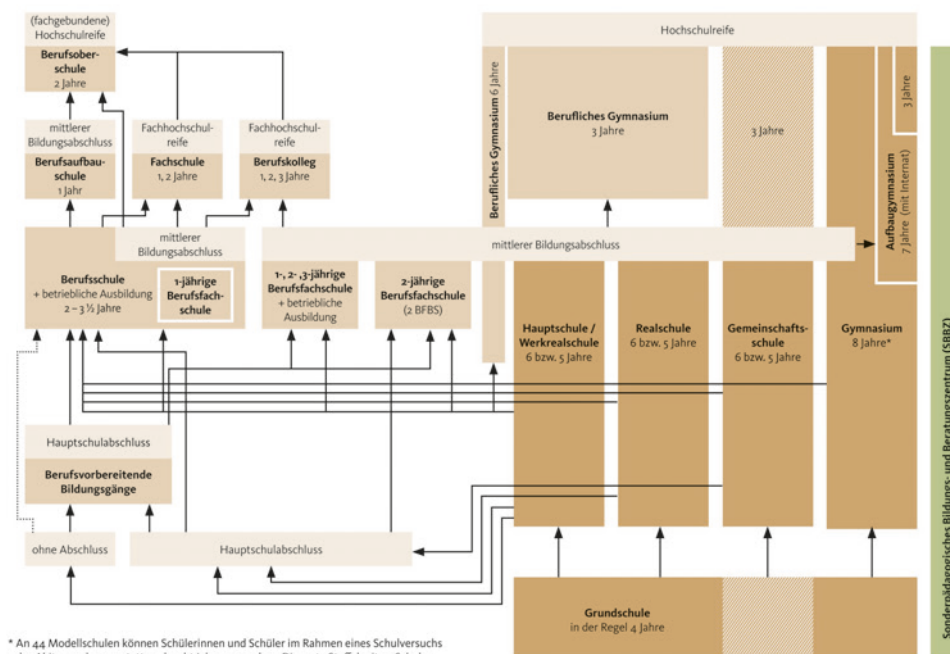 (fachgebundene)
Hochschulreife
Berufsober-
schule
2 Jahre
mittlerer
Bildungsabschluss
Berufsaufbau-
schule
1 Jahr
Fachhochschul-
reife
Fachschule
1, 2 Jahre
Fachhochschul-
reife
Berufskolleg
1, 2, 3 Jahre
Hochschulreife
Berufliches Gymnasium 6 Jahre
Berufliches Gymnasium
3 Jahre
3 Jahre
3 Jahre
Aufbaugymnasium
7 Jahre (mit Internat)
mittlerer
Bildungsabschluss
Berufsschule
+ betriebliche Ausbildung
2 – 3 ½ Jahre
1-jährige
Berufsfach-
schule
mittlerer Bildungsabschluss
1-, 2- ,3-jährige
Berufsfachschule
+ betriebliche
Ausbildung
2-jährige
Berufsfachschule
(2 BFBS)
Hauptschule /
Werkrealschule
6 bzw. 5 Jahre
Realschule
6 bzw. 5 Jahre
Gemeinschafts-
schule
6 bzw. 5 Jahre
Gymnasium
8 Jahre*
Hauptschulabschluss
Berufsvorbereitende
Bildungsgänge
ohne Abschluss
Hauptschulabschluss
Grundschule
in der Regel 4 Jahre
Sonderpädagogisches Bildungs- und Beratungszentrum (SBBZ)
* An 44 Modellschulen können Schülerinnen und Schüler im Rahmen eines Schulversuchs